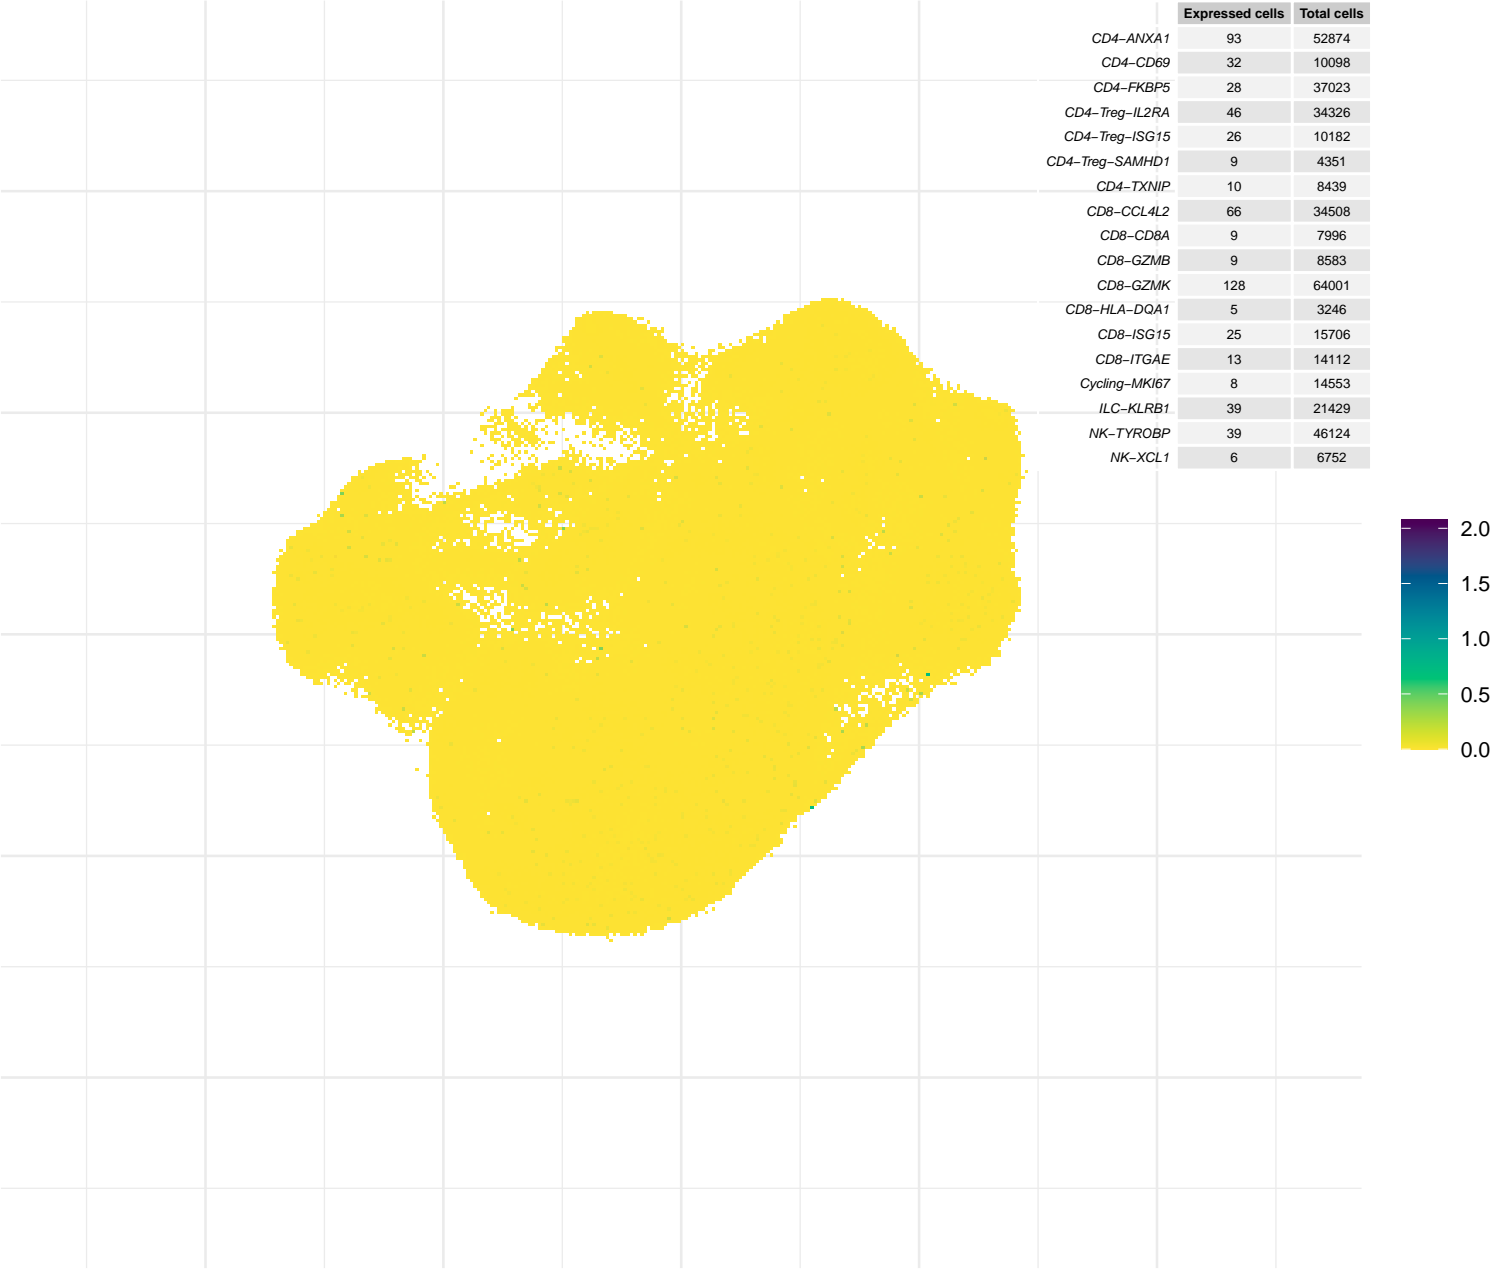 Expressed cells Total cells
CD4−ANXA1 93 52874
CD4−CD69 32 10098
CD4−FKBP5 28 37023
CD4−Treg−IL2RA 46 34326
CD4−Treg−ISG15 26 10182
CD4−Treg−SAMHD1 9 4351
CD4−TXNIP 10 8439
CD8−CCL4L2 66 34508
CD8−CD8A 9 7996
CD8−GZMB 9 8583
CD8−GZMK 128 64001
CD8−HLA−DQA1 5 3246
CD8−ISG15 25 15706
CD8−ITGAE 13 14112
Cycling−MKI67 8 14553
ILC−KLRB1 39 21429
NK−TYROBP 39 46124
NK−XCL1 6 6752
2.0
1.5
1.0
0.5
0.0